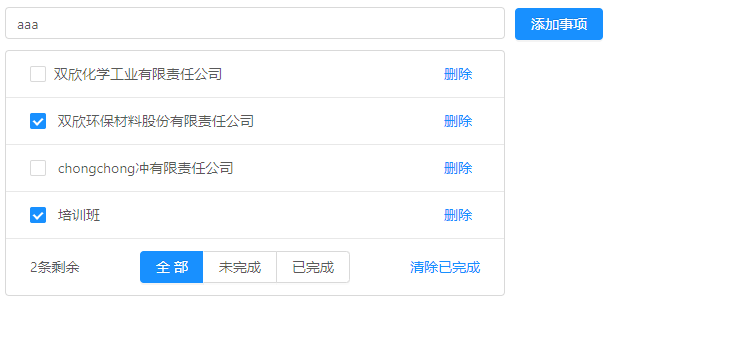 aaa 添加事项
双欣化学工业有限责任公司 删除
双欣环保材料股份有限责任公司 删除
chongchong冲有限责任公司 删除
培训班 删除
2条剩余 全部 未完成 已完成 清除已完成